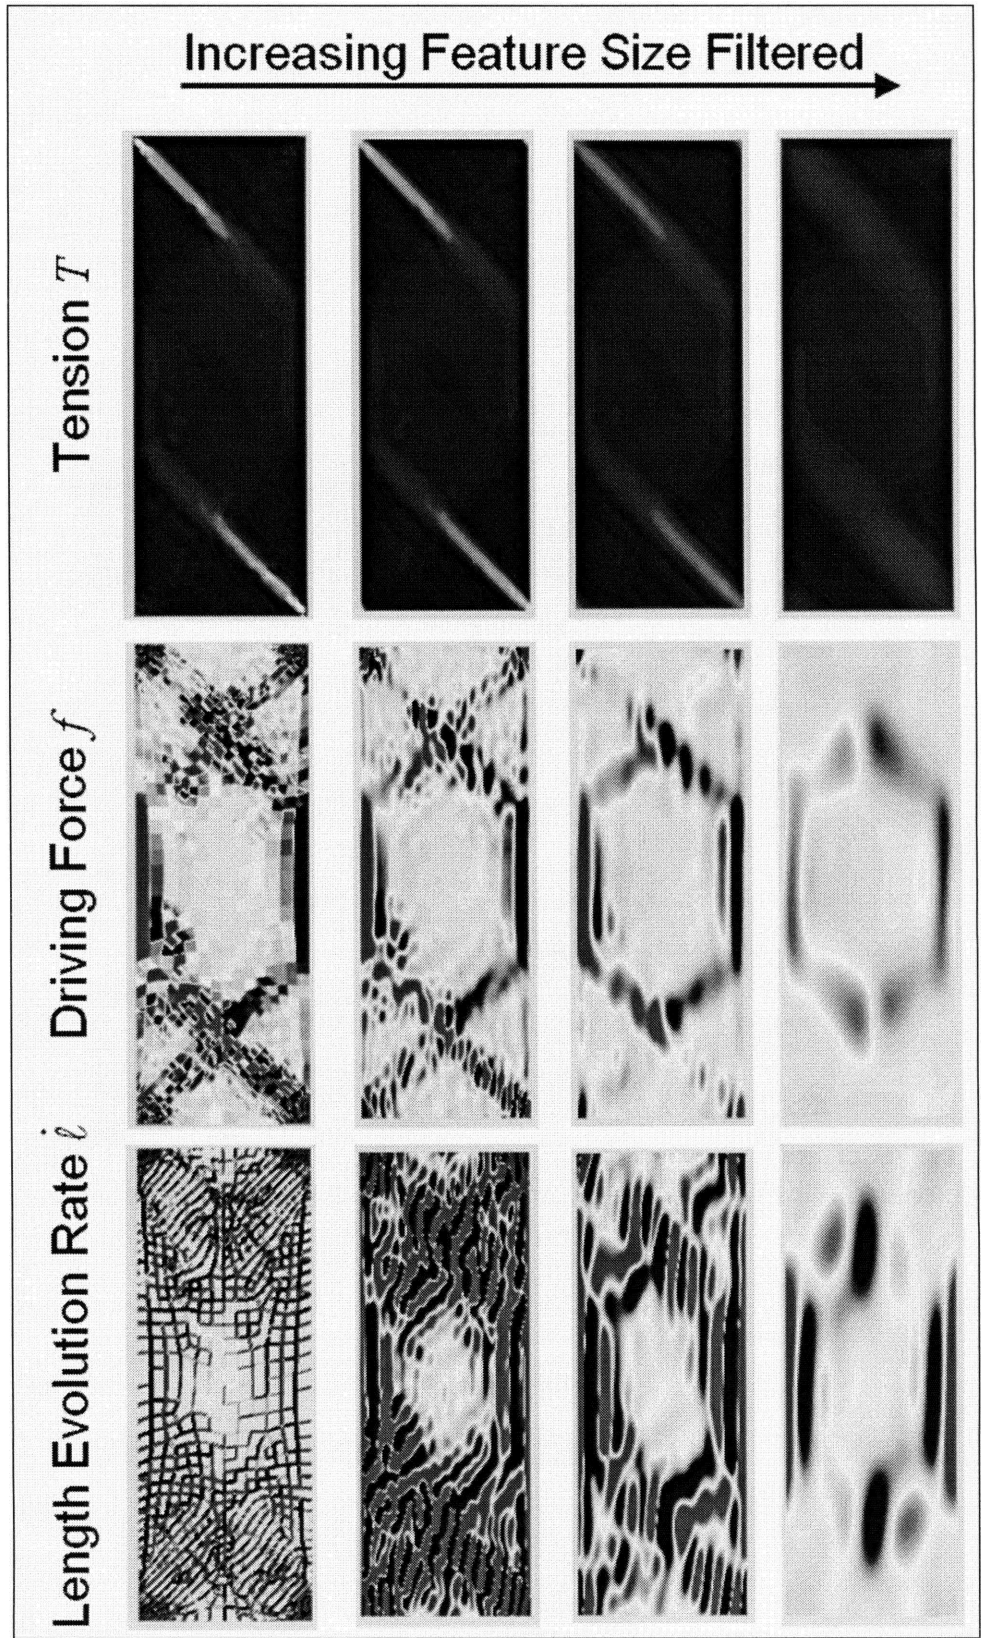 Increasing Feature Size Filtered
Tension T
Driving Force f
Length Evolution Rate ℓ̇